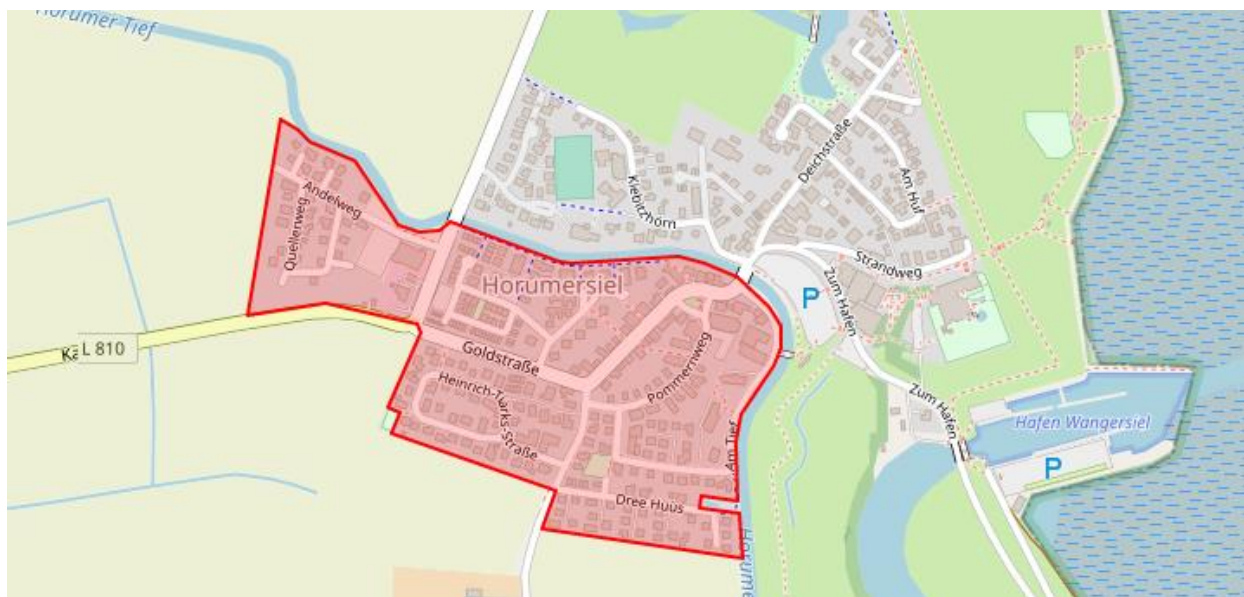 Horumer-Tief
Andelweg
Quellerweg
Kiebitzhörn
Deichstraße
Am Huf
Strandweg
Zum Hafen
P
Horumersiel
L 810
Goldstraße
Pommernweg
Heinrich-Tiarks-Straße
Zum Hafen
Hafen Wangersiel
P
Am Tief
Dree Huus